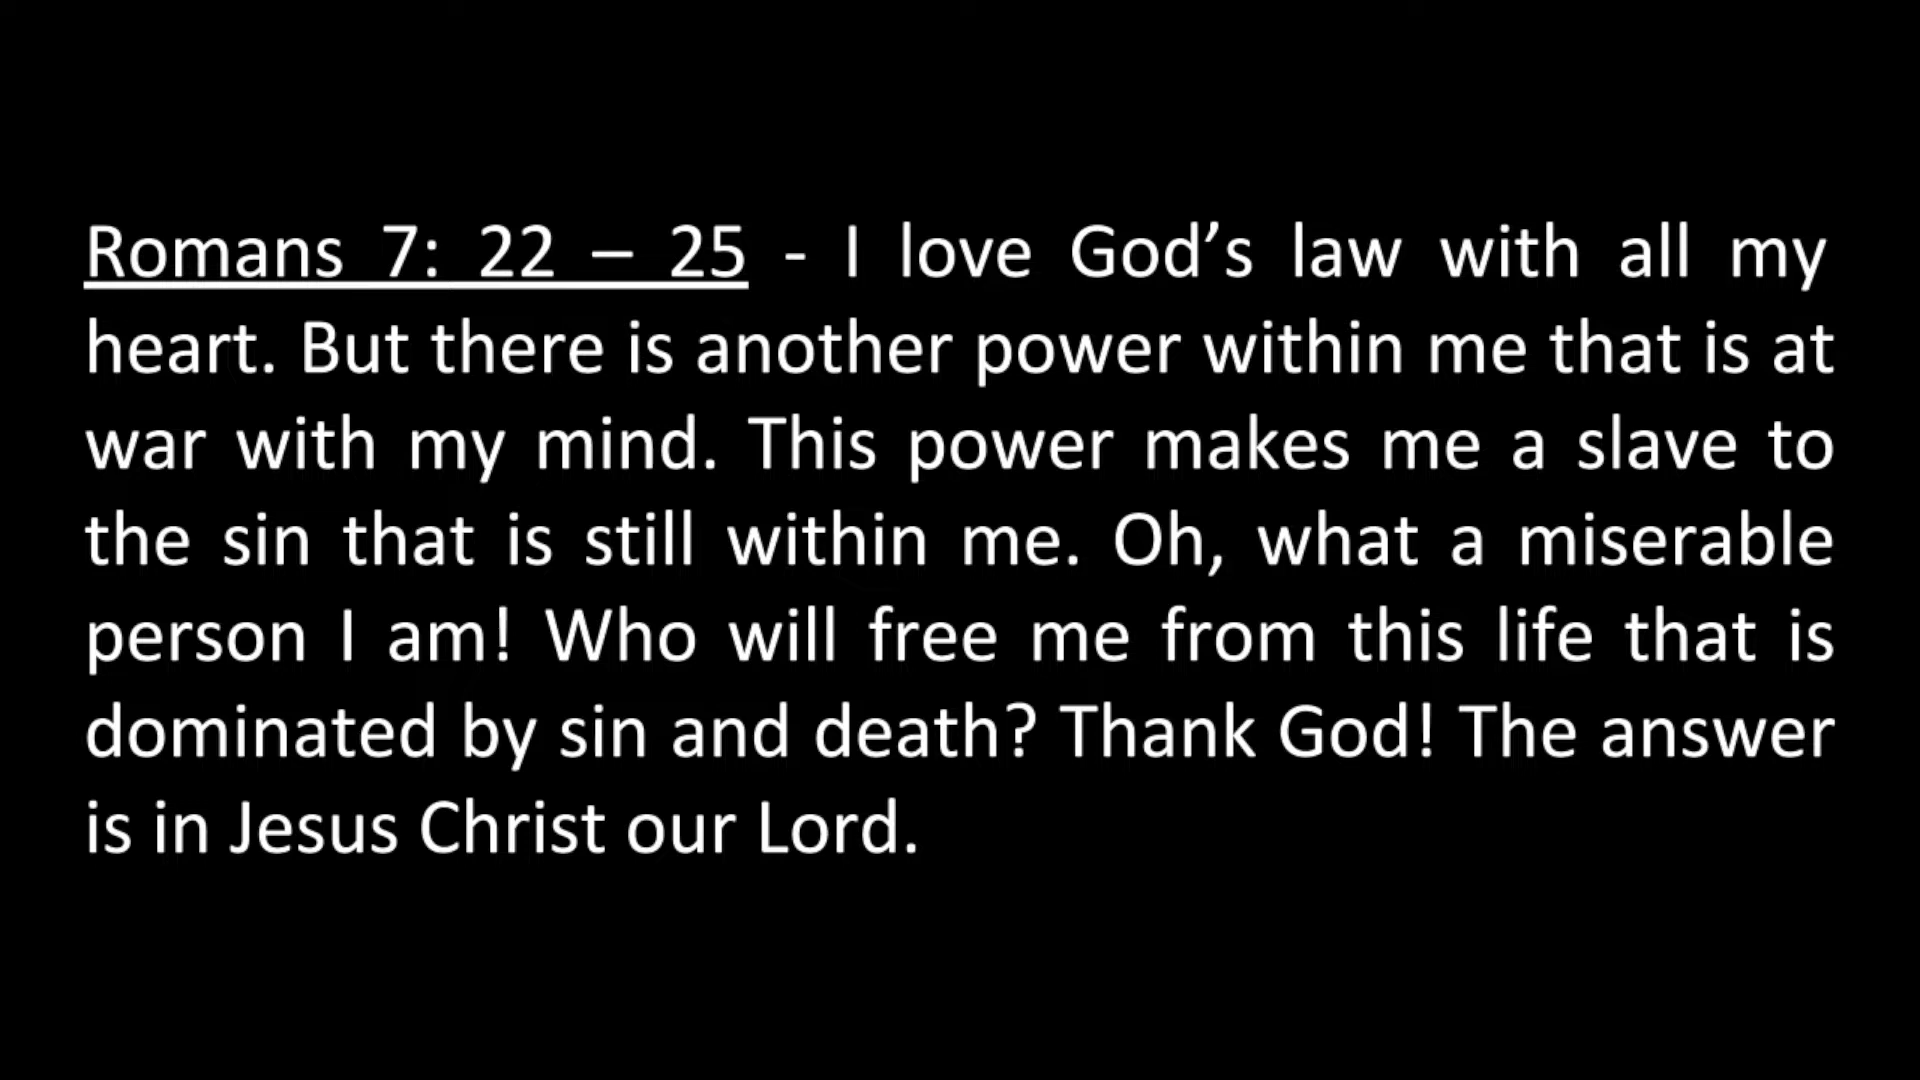 Romans 7: 22 – 25 - I love God’s law with all my
heart. But there is another power within me that is at
war with my mind. This power makes me a slave to
the sin that is still within me. Oh, what a miserable
person I am! Who will free me from this life that is
dominated by sin and death? Thank God! The answer
is in Jesus Christ our Lord.